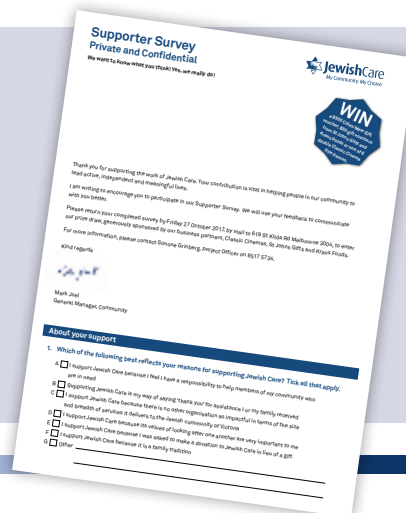 Supporter Survey
Private and Confidential
We want to know what you think! Yes, we really do!
JewishCare
My Community, My Choice
WIN
Thank you for supporting the work of Jewish Care. Your contribution is vital in helping people in our community to
lead active, independent and meaningful lives.
I am writing to encourage you to participate in our Supporter Survey. We will use your feedback to communicate
with you better.
Please return your completed survey by Friday 27 October 2017 by mail to 619 St Kilda Rd Melbourne 3004, to enter
our prize draw, generously sponsored by our business partners, Classic Cinemas, St Johns Gifts and Kraus Foods.
For more information, please contact Simone Grinberg, Project Officer on 8517 5734.
Kind regards
Mark Joel
General Manager, Community
About your support
1. Which of the following best reflects your reasons for supporting Jewish Care? Tick all that apply.
A I support Jewish Care because I feel I have a responsibility to help members of my community who
are in need
B Supporting Jewish Care is my way of saying 'thank you' for assistance I or my family received
C I support Jewish Care because there is no other organisation as impactful in terms of the size
and breadth of services it delivers to the Jewish community of Victoria
D I support Jewish Care because its values of looking after one another are very important to me
E I support Jewish Care because I was asked to make a donation to Jewish Care in lieu of a gift
F I support Jewish Care because it is a family tradition
G Other